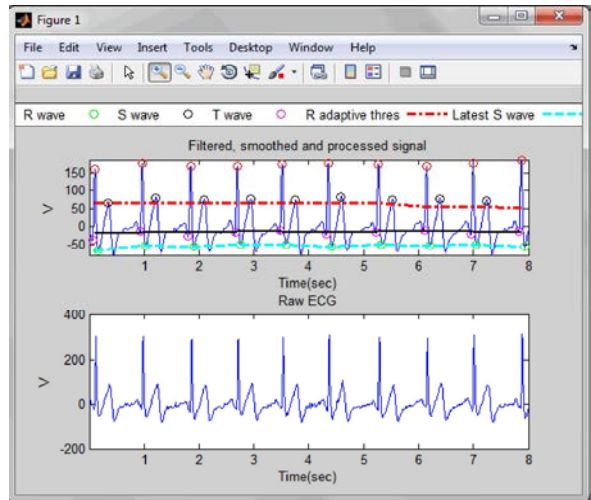 Figure 1
File Edit View Insert Tools Desktop Window Help
R wave S wave T wave R adaptive thres Latest S wave
Filtered, smoothed and processed signal
150
100
50
0
-50
V
1 2 3 4 5 6 7 8
Time(sec)
Raw ECG
400
200
0
-200
V
1 2 3 4 5 6 7 8
Time(sec)